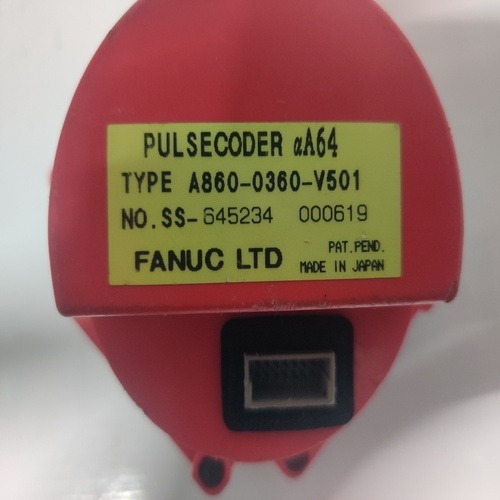 PULSECODER αA64
TYPE A860-0360-V501
NO.SS-645234 000619
PAT.PEND.
FANUC LTD MADE IN JAPAN